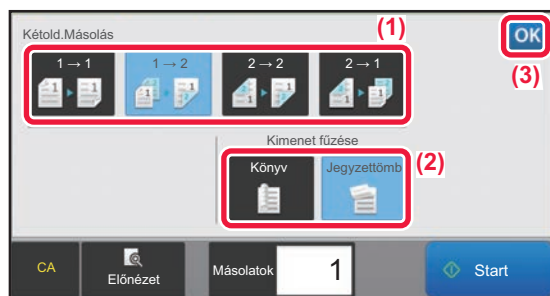 (1)
Kétold.Másolás
OK
1 → 1
1 → 2
2 → 2
2 → 1
(3)
Kimenet fűzése
Könyv
Jegyzettömb
(2)
CA
Előnézet
Másolatok
1
Start